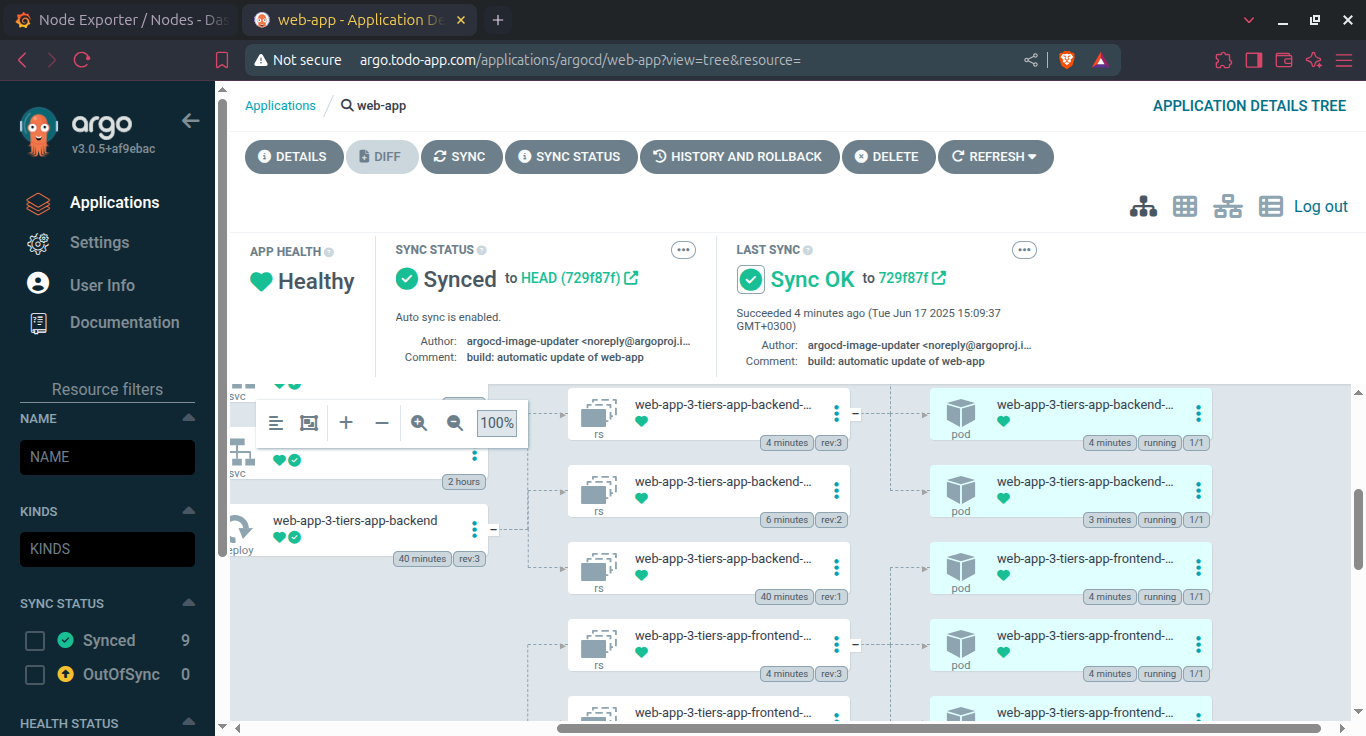 Node Exporter / Nodes - Das
web-app - Application De
Not secure argo.todo-app.com/applications/argocd/web-app?view=tree&resource=
argo
v3.0.5+af9ebac
Applications
Settings
User Info
Documentation
Resource filters
NAME
NAME
KINDS
KINDS
SYNC STATUS
Synced 9
OutOfSync 0
HEALTH STATUS
Applications / web-app
APPLICATION DETAILS TREE
DETAILS DIFF SYNC SYNC STATUS HISTORY AND ROLLBACK DELETE REFRESH
Log out
APP HEALTH
Healthy
SYNC STATUS
Synced to HEAD (729f87f)
Auto sync is enabled.
Author: argocd-image-updater <noreply@argoproj.i...
Comment: build: automatic update of web-app
LAST SYNC
Sync OK to 729f87f
Succeeded 4 minutes ago (Tue Jun 17 2025 15:09:37
GMT+0300)
Author: argocd-image-updater <noreply@argoproj.i...
Comment: build: automatic update of web-app
100%
svc
svc
2 hours
web-app-3-tiers-app-backend
eploy
40 minutes rev:3
web-app-3-tiers-app-backend-...
rs
4 minutes rev:3
web-app-3-tiers-app-backend-...
rs
6 minutes rev:2
web-app-3-tiers-app-backend-...
rs
40 minutes rev:1
web-app-3-tiers-app-frontend-...
rs
4 minutes rev:3
web-app-3-tiers-app-frontend-...
web-app-3-tiers-app-backend-...
pod
4 minutes running 1/1
web-app-3-tiers-app-backend-...
pod
3 minutes running 1/1
web-app-3-tiers-app-frontend-...
pod
4 minutes running 1/1
web-app-3-tiers-app-frontend-...
pod
4 minutes running 1/1
web-app-3-tiers-app-frontend-...